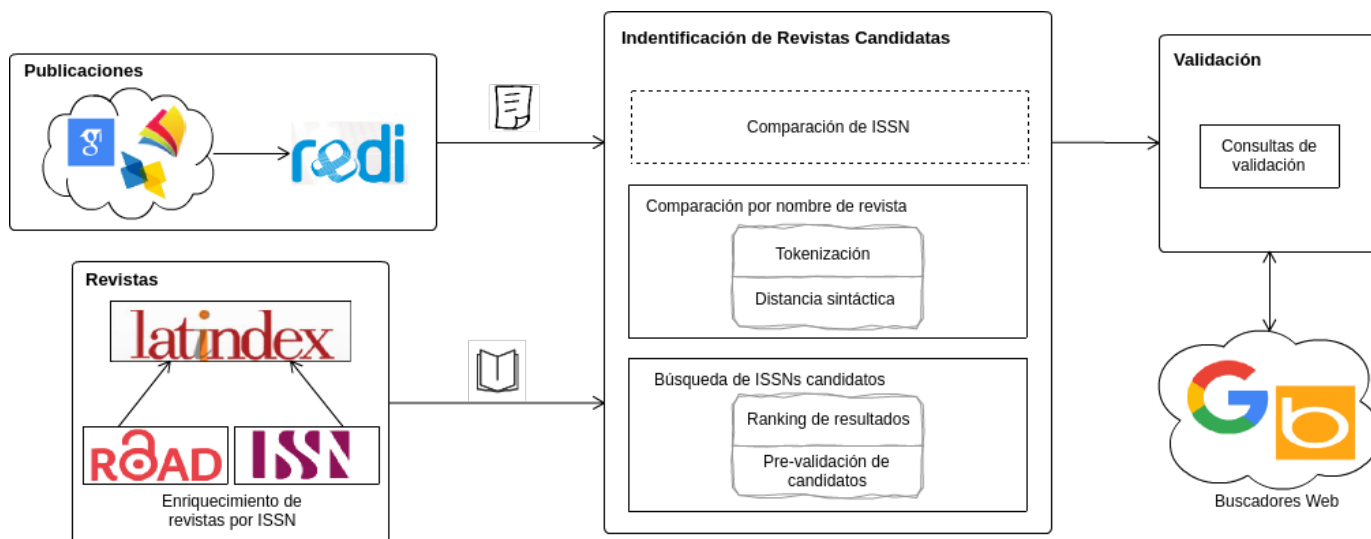 Publicaciones
g
redi
Revistas
latindex
ROAD
ISSN
Enriquecimiento de
revistas por ISSN
Indentificación de Revistas Candidatas
Comparación de ISSN
Comparación por nombre de revista
Tokenización
Distancia sintáctica
Búsqueda de ISSNs candidatos
Ranking de resultados
Pre-validación de
candidatos
Validación
Consultas de
validación
G
b
Buscadores Web